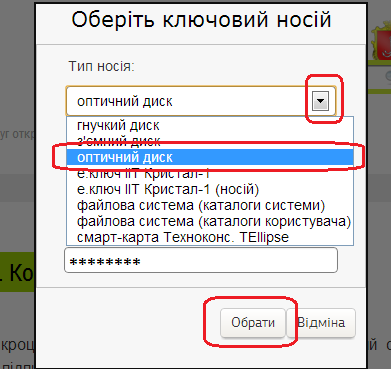 Оберіть ключовий носій
Тип носія:
оптичний диск
гнучкий диск
з'ємний диск
оптичний диск
е.ключ ІІТ Кристал-1
е.ключ ІІТ Кристал-1 (носій)
файлова система (каталоги системи)
файлова система (каталоги користувача)
смарт-карта Техноконс. TEllipse
********
Обрати
Відміна
уг откр
. Ко
кроц
підпи